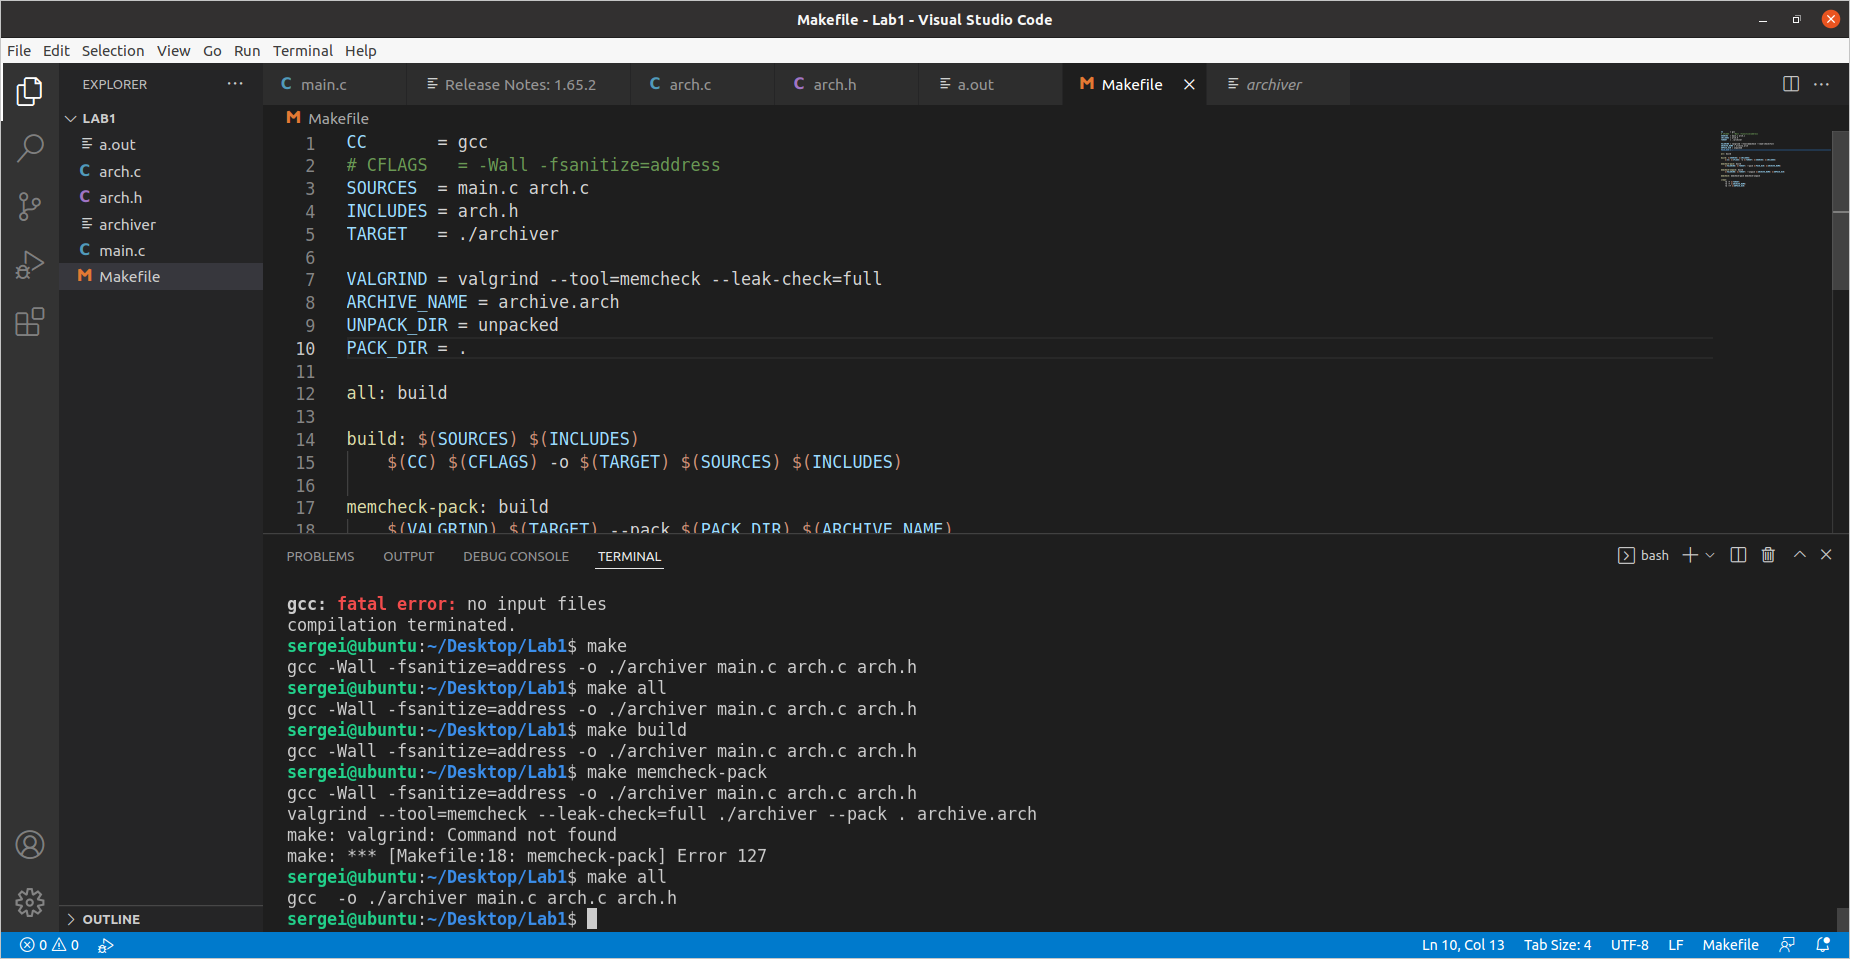 Makefile - Lab1 - Visual Studio Code
File Edit Selection View Go Run Terminal Help
EXPLORER
LAB1
a.out
C arch.c
C arch.h
archiver
C main.c
M Makefile
OUTLINE
C main.c
Release Notes: 1.65.2
C arch.c
C arch.h
a.out
M Makefile
archiver
M Makefile
1 CC       = gcc
2 # CFLAGS   = -Wall -fsanitize=address
3 SOURCES  = main.c arch.c
4 INCLUDES = arch.h
5 TARGET   = ./archiver
6
7 VALGRIND = valgrind --tool=memcheck --leak-check=full
8 ARCHIVE_NAME = archive.arch
9 UNPACK_DIR = unpacked
10 PACK_DIR = .
11
12 all: build
13
14 build: $(SOURCES) $(INCLUDES)
15     $(CC) $(CFLAGS) -o $(TARGET) $(SOURCES) $(INCLUDES)
16
17 memcheck-pack: build
18     $(VALGRIND) $(TARGET) --pack $(PACK_DIR) $(ARCHIVE_NAME)
PROBLEMS OUTPUT DEBUG CONSOLE TERMINAL
bash
gcc: fatal error: no input files
compilation terminated.
sergei@ubuntu:~/Desktop/Lab1$ make
gcc -Wall -fsanitize=address -o ./archiver main.c arch.c arch.h
sergei@ubuntu:~/Desktop/Lab1$ make all
gcc -Wall -fsanitize=address -o ./archiver main.c arch.c arch.h
sergei@ubuntu:~/Desktop/Lab1$ make build
gcc -Wall -fsanitize=address -o ./archiver main.c arch.c arch.h
sergei@ubuntu:~/Desktop/Lab1$ make memcheck-pack
gcc -Wall -fsanitize=address -o ./archiver main.c arch.c arch.h
valgrind --tool=memcheck --leak-check=full ./archiver --pack . archive.arch
make: valgrind: Command not found
make: *** [Makefile:18: memcheck-pack] Error 127
sergei@ubuntu:~/Desktop/Lab1$ make all
gcc  -o ./archiver main.c arch.c arch.h
sergei@ubuntu:~/Desktop/Lab1$
0 0
Ln 10, Col 13 Tab Size: 4 UTF-8 LF Makefile